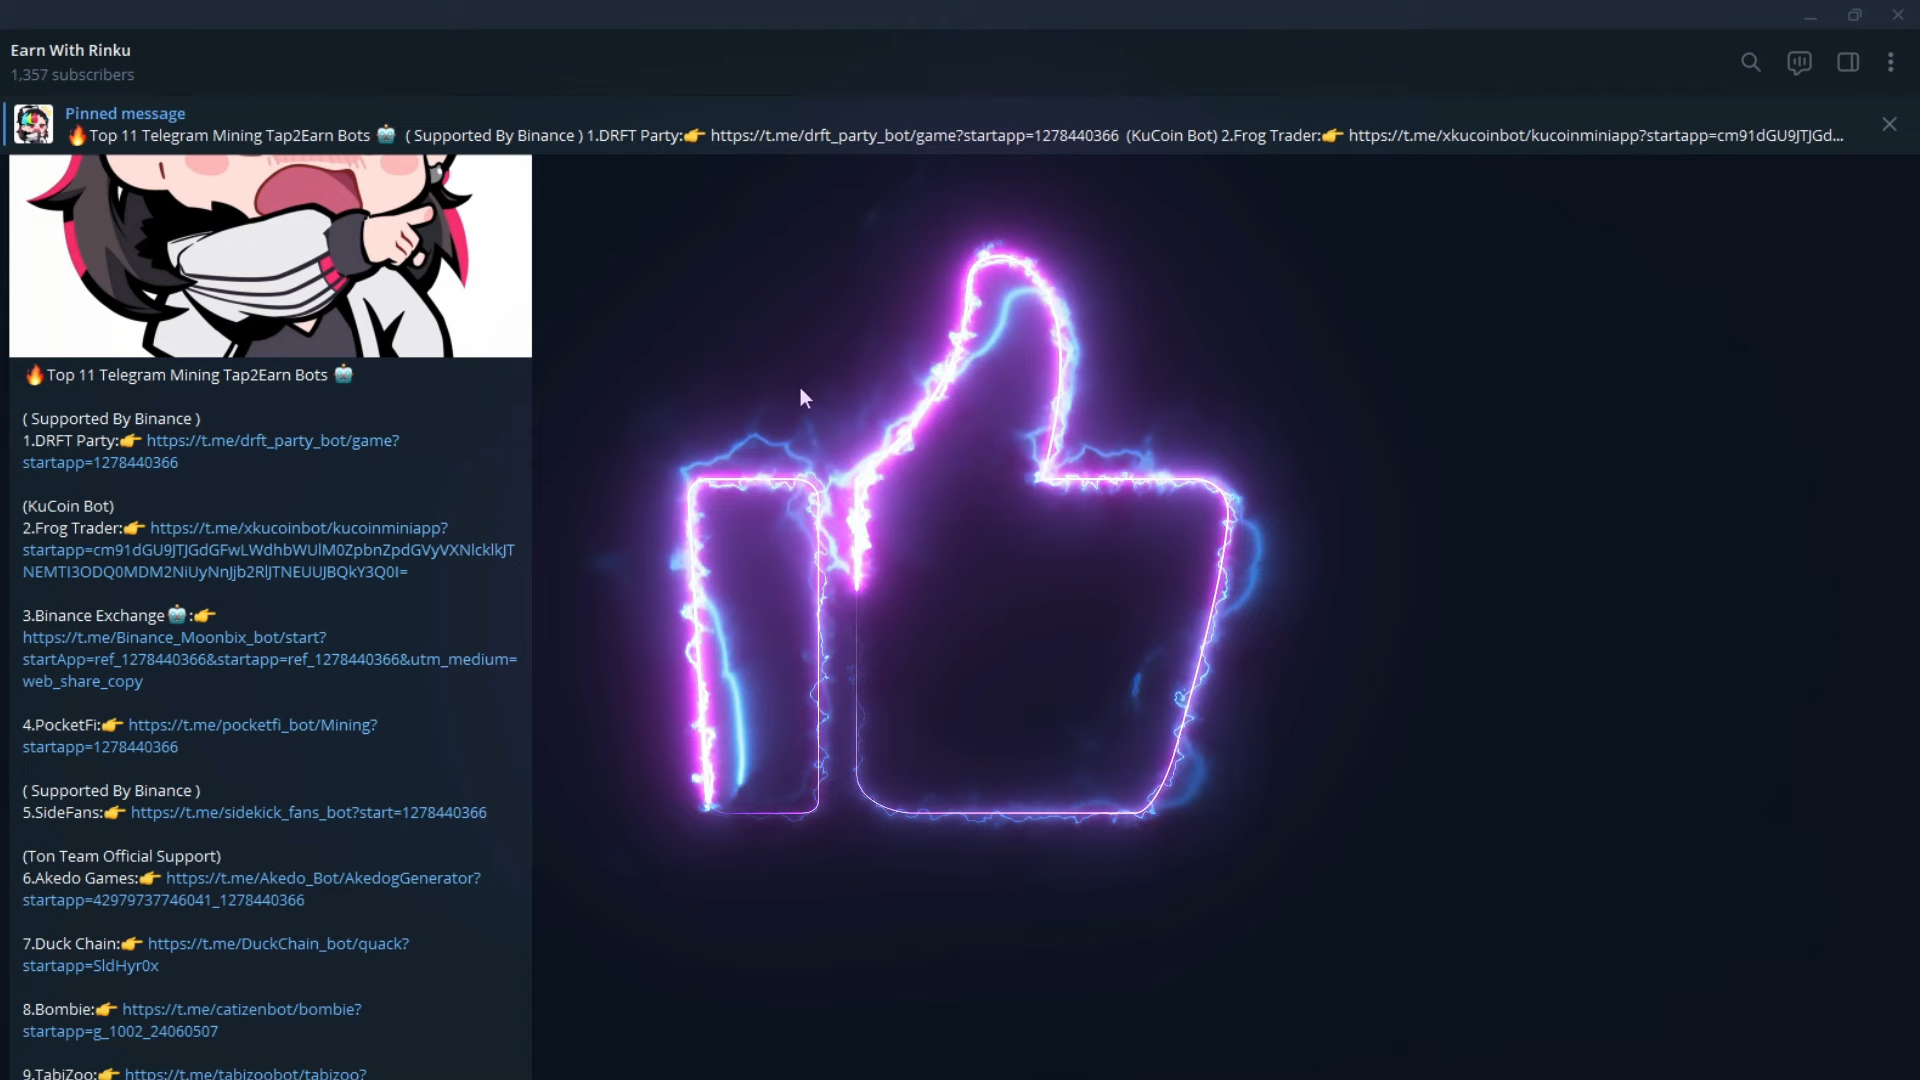 Earn With Rinku
1,357 subscribers
Pinned message
🔥Top 11 Telegram Mining Tap2Earn Bots 🤖 ( Supported By Binance ) 1.DRFT Party:👉 https://t.me/drft_party_bot/game?startapp=1278440366 (KuCoin Bot) 2.Frog Trader:👉 https://t.me/xkucoinbot/kucoinminiapp?startapp=cm91dGU9JTJGd...
🔥Top 11 Telegram Mining Tap2Earn Bots 🤖
( Supported By Binance )
1.DRFT Party:👉 https://t.me/drft_party_bot/game?
startapp=1278440366
(KuCoin Bot)
2.Frog Trader:👉 https://t.me/xkucoinbot/kucoinminiapp?
startapp=cm91dGU9JTJGdGFwLWdhbWUlM0ZpbnZpdGVyVXNlcklkJT
NEMTI3ODQ0MDM2NiUyNnJjb2RlJTNEUUJBQkY3Q0I=
3.Binance Exchange🤖:👉
https://t.me/Binance_Moonbix_bot/start?
startApp=ref_1278440366&startapp=ref_1278440366&utm_medium=
web_share_copy
4.PocketFi:👉 https://t.me/pocketfi_bot/Mining?
startapp=1278440366
( Supported By Binance )
5.SideFans:👉 https://t.me/sidekick_fans_bot?start=1278440366
(Ton Team Official Support)
6.Akedo Games:👉 https://t.me/Akedo_Bot/AkedogGenerator?
startapp=42979737746041_1278440366
7.Duck Chain:👉 https://t.me/DuckChain_bot/quack?
startapp=SldHyr0x
8.Bombie:👉 https://t.me/catizenbot/bombie?
startapp=g_1002_24060507
9.TabiZoo:👉 https://t.me/tabizoobot/tabizoo?